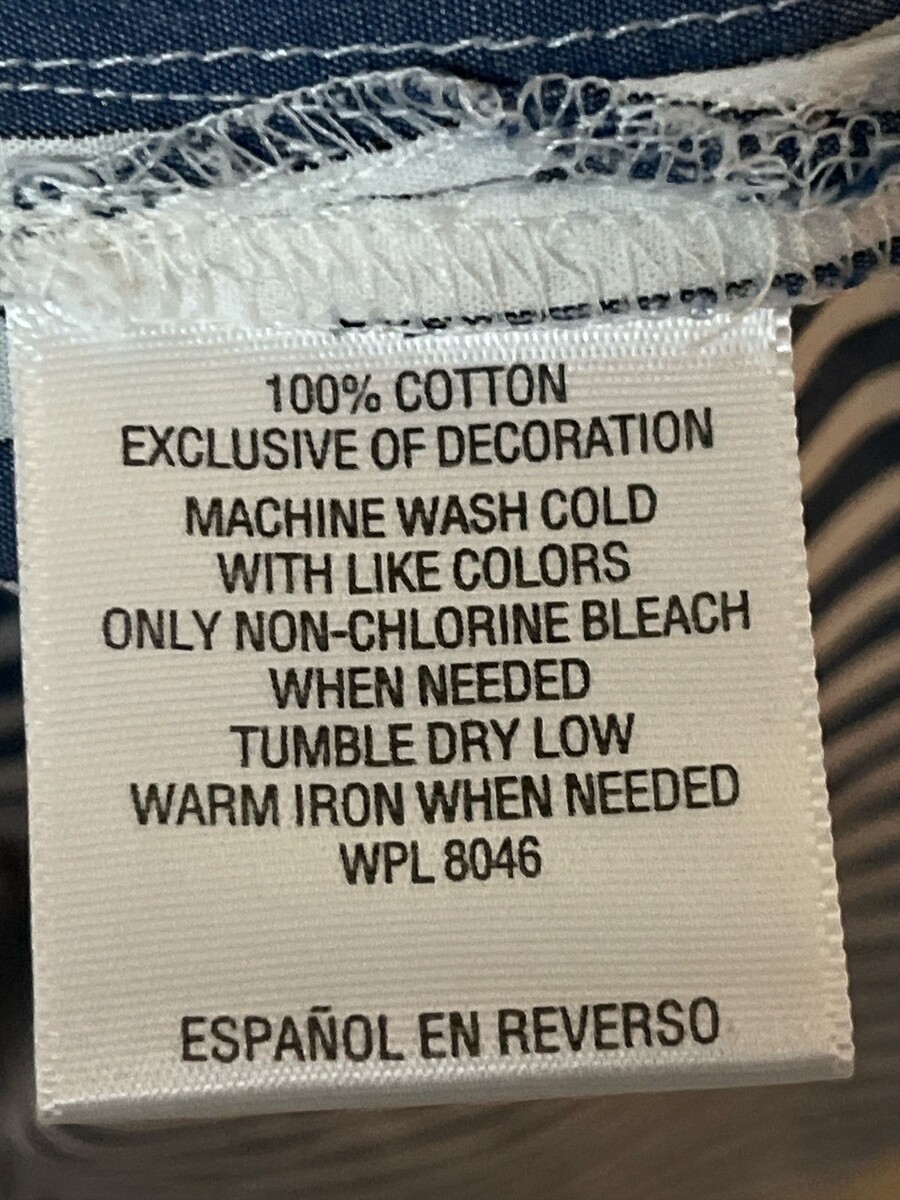 100% COTTON
EXCLUSIVE OF DECORATION
MACHINE WASH COLD
WITH LIKE COLORS
ONLY NON-CHLORINE BLEACH
WHEN NEEDED
TUMBLE DRY LOW
WARM IRON WHEN NEEDED
WPL 8046
ESPAÑOL EN REVERSO